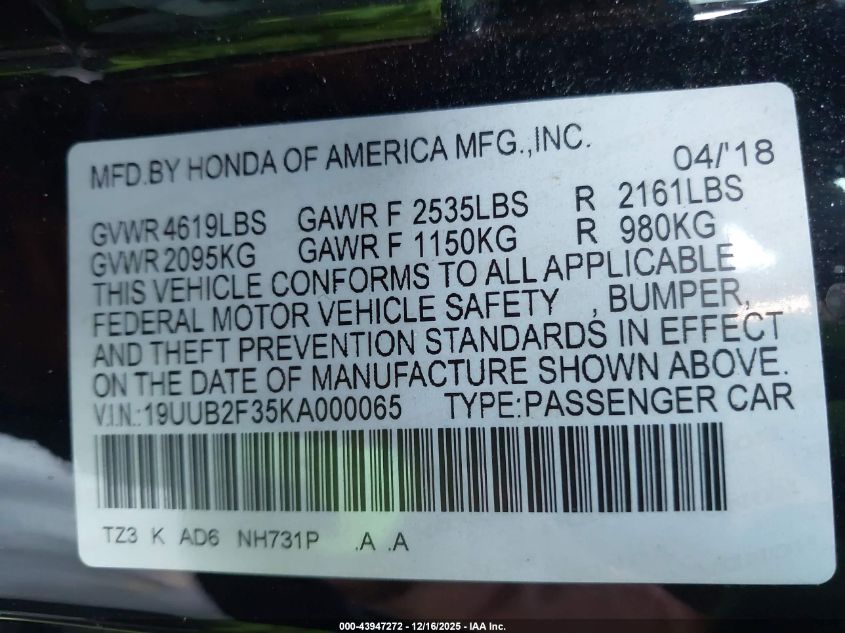 MFD.BY HONDA OF AMERICA MFG.,INC. 04/'18
GVWR 4619LBS GAWR F 2535LBS R 2161LBS
GVWR 2095KG GAWR F 1150KG R 980KG
THIS VEHICLE CONFORMS TO ALL APPLICABLE
FEDERAL MOTOR VEHICLE SAFETY , BUMPER,
AND THEFT PREVENTION STANDARDS IN EFFECT
ON THE DATE OF MANUFACTURE SHOWN ABOVE.
V.I.N.:19UUB2F35KA000065 TYPE:PASSENGER CAR
TZ3 K AD6 NH731P .A .A
000-43947272 - 12/16/2025 - IAA Inc.